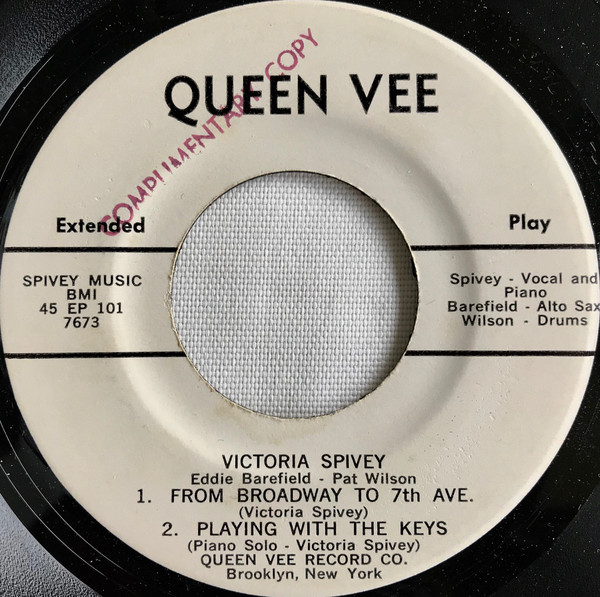 QUEEN VEE
COMPLIMENTARY COPY
Extended Play
SPIVEY MUSIC
BMI
45 EP 101
7673
Spivey - Vocal and
Piano
Barefield - Alto Sax
Wilson - Drums
VICTORIA SPIVEY
Eddie Barefield - Pat Wilson
1. FROM BROADWAY TO 7th AVE.
(Victoria Spivey)
2. PLAYING WITH THE KEYS
(Piano Solo - Victoria Spivey)
QUEEN VEE RECORD CO.
Brooklyn, New York